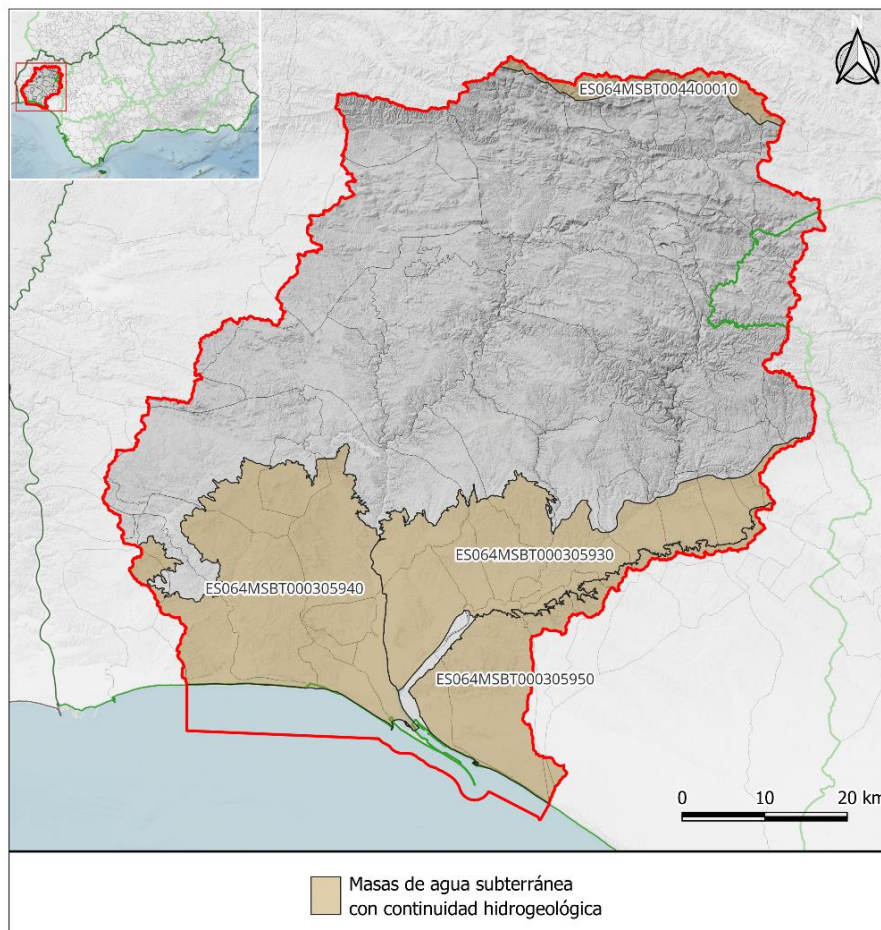 N
ES064MSBT004400010
ES064MSBT000305930
ES064MSBT000305940
ES064MSBT000305950
0 10 20 km
Masas de agua subterránea
con continuidad hidrogeológica